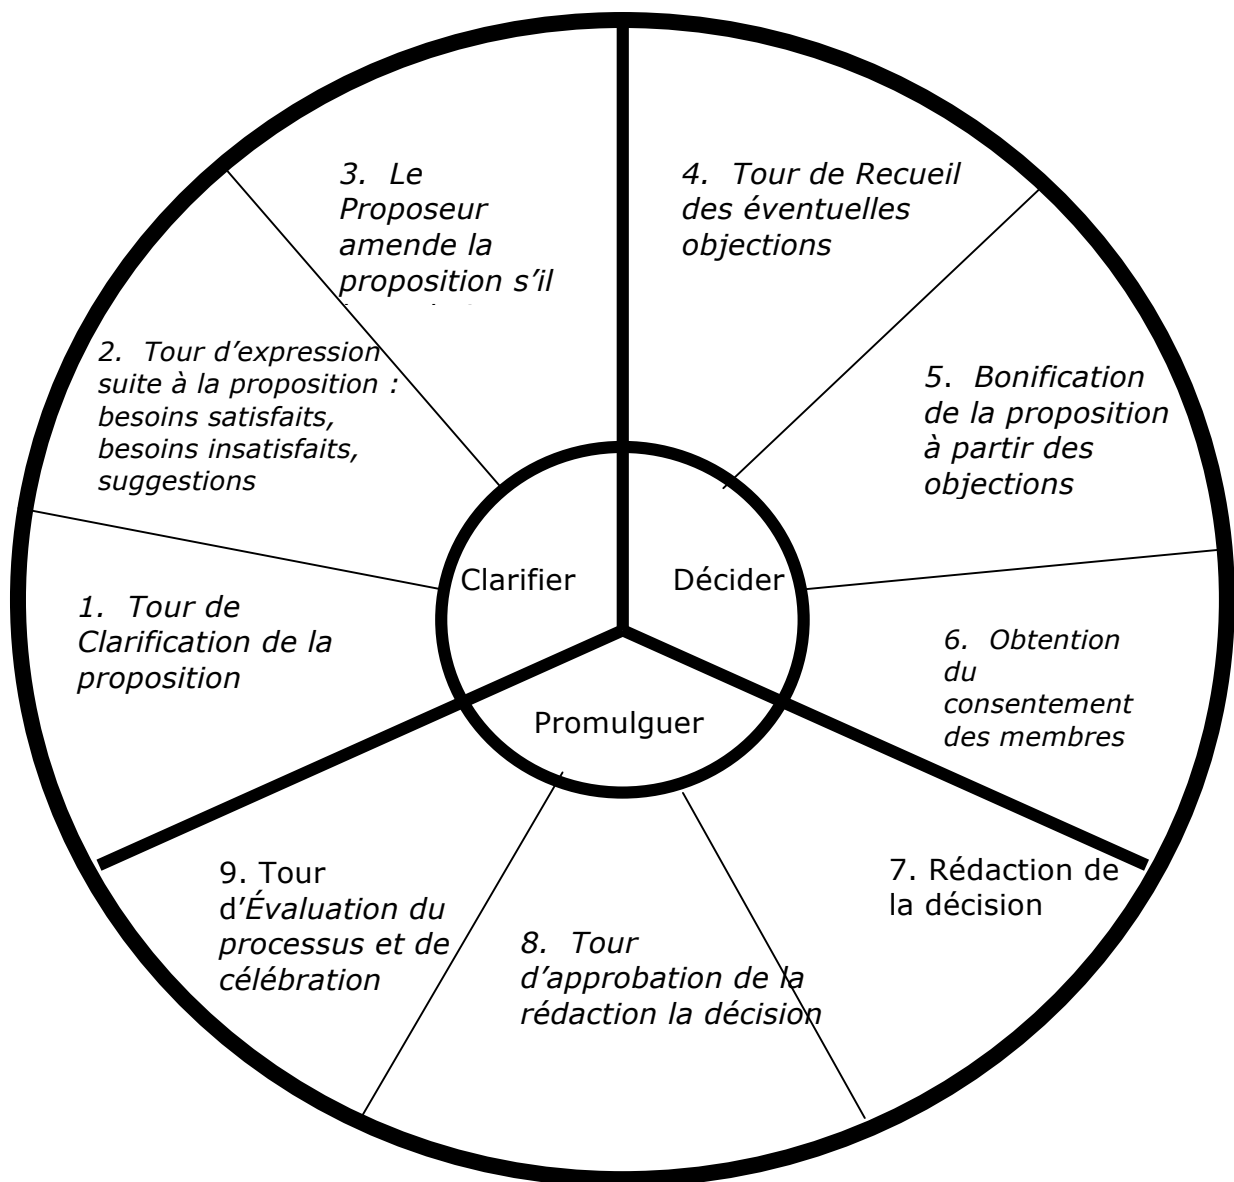 1. Tour de
Clarification de la
proposition
2. Tour d’expression
suite à la proposition :
besoins satisfaits,
besoins insatisfaits,
suggestions
3. Le
Proposeur
amende la
proposition s’il
4. Tour de Recueil
des éventuelles
objections
5. Bonification
de la proposition
à partir des
objections
6. Obtention
du
consentement
des membres
7. Rédaction de
la décision
8. Tour
d’approbation de la
rédaction la décision
9. Tour
d’Évaluation du
processus et de
célébration
Clarifier
Décider
Promulguer